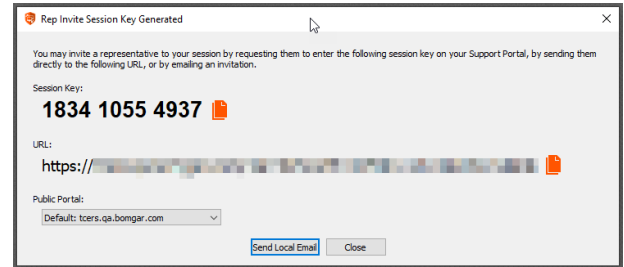 Rep Invite Session Key Generated
You may invite a representative to your session by requesting them to enter the following session key on your Support Portal, by sending them
directly to the following URL, or by emailing an invitation.
Session Key:
1834 1055 4937
URL:
https://
Public Portal:
Default: tcers.qa.bomgar.com
Send Local Email Close